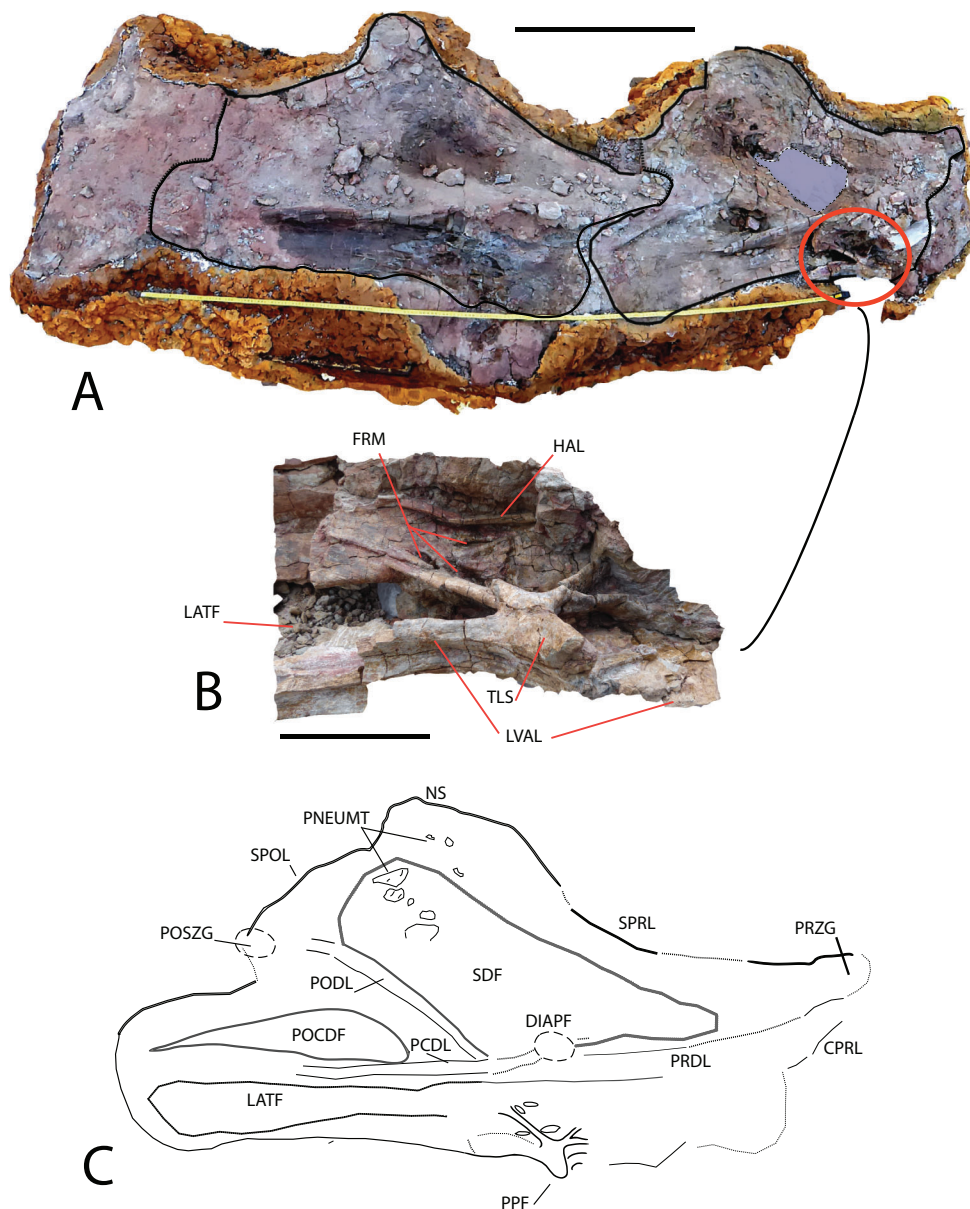 A
FRM
HAL
LATF
B
TLS
LVAL
NS
PNEUMT
SPOL
SPRL
PRZG
POSZG
PODL
SDF
POCDF
DIAPF
PCDL
PRDL
CPRL
LATF
C
PPF